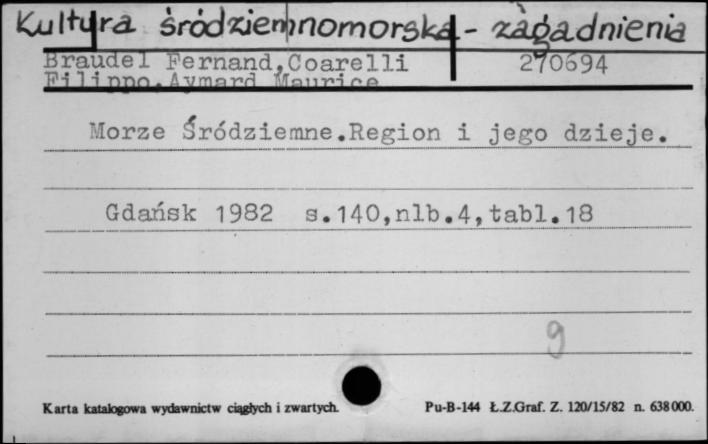 Kultura śródziemnomorska - zagadnienia
Braudel Fernand,Coarelli 270694
Filippo,Aymard Maurice
Morze Śródziemne.Region i jego dzieje.
Gdańsk 1982 s.140,nlb.4,tabl.18
9
Karta katalogowa wydawnictw ciągłych i zwartych. Pu-B-144 Ł.Z.Graf. Z. 120/15/82 n. 638000.